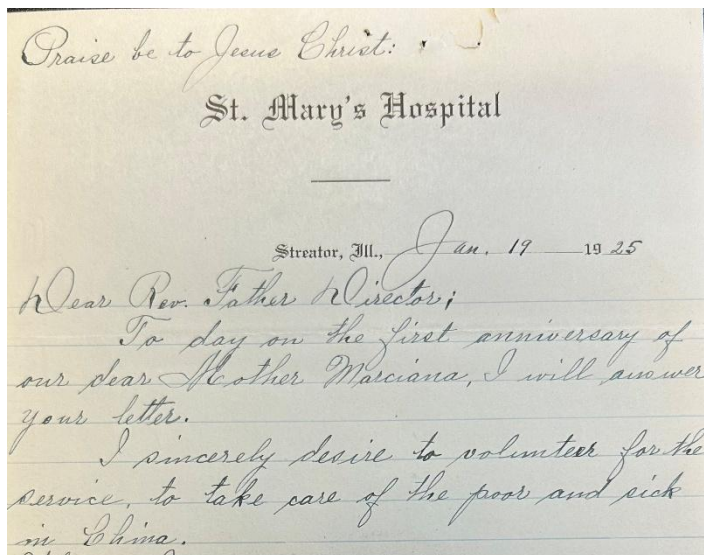 Praise be to Jesus Christ:
St. Mary's Hospital
Streator, Ill., Jan. 19 1925
Dear Rev. Father Director;
To day on the first anniversary of
our dear Mother Marciana, I will answer
your letter.
I sincerely desire to volunteer for the
service, to take care of the poor and sick
in China.